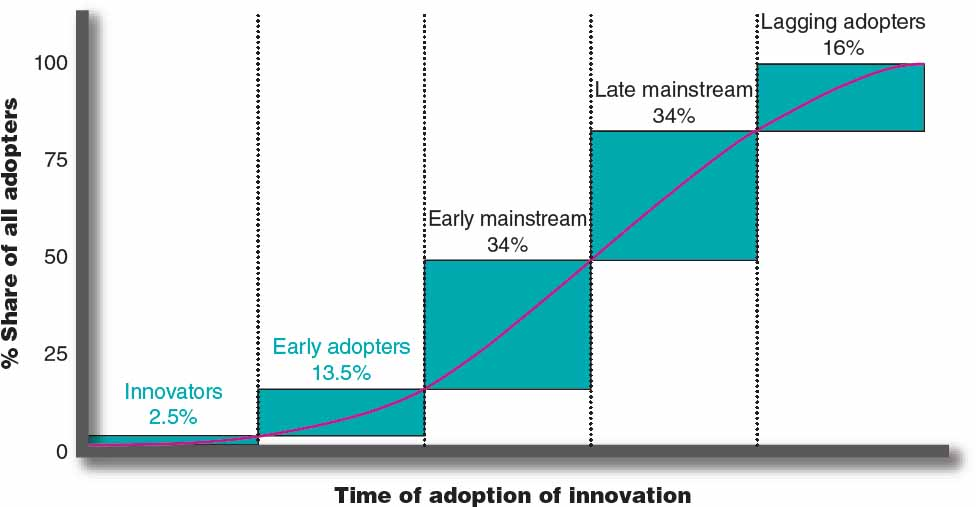 Lagging adopters
16%
100
Late mainstream
34%
75
Early mainstream
34%
50
Early adopters
13.5%
25
Innovators
2.5%
0
% Share of all adopters
Time of adoption of innovation